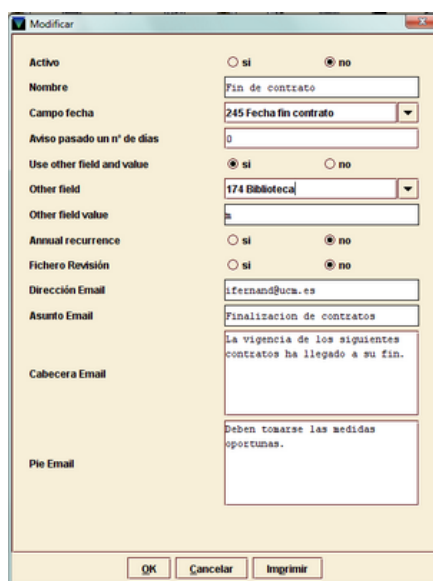 Modificar
Activo si no
Nombre Fin de contrato
Campo fecha 245 Fecha fin contrato
Aviso pasado un nº de días 0
Use other field and value si no
Other field 174 Biblioteca
Other field value m
Annual recurrence si no
Fichero Revisión si no
Dirección Email ifernand@ucm.es
Asunto Email Finalizacion de contratos
La vigencia de los siguientes
contratos ha llegado a su fin.
Cabecera Email
Deben tomarse las medidas
oportunas.
Pie Email
OK Cancelar Imprimir